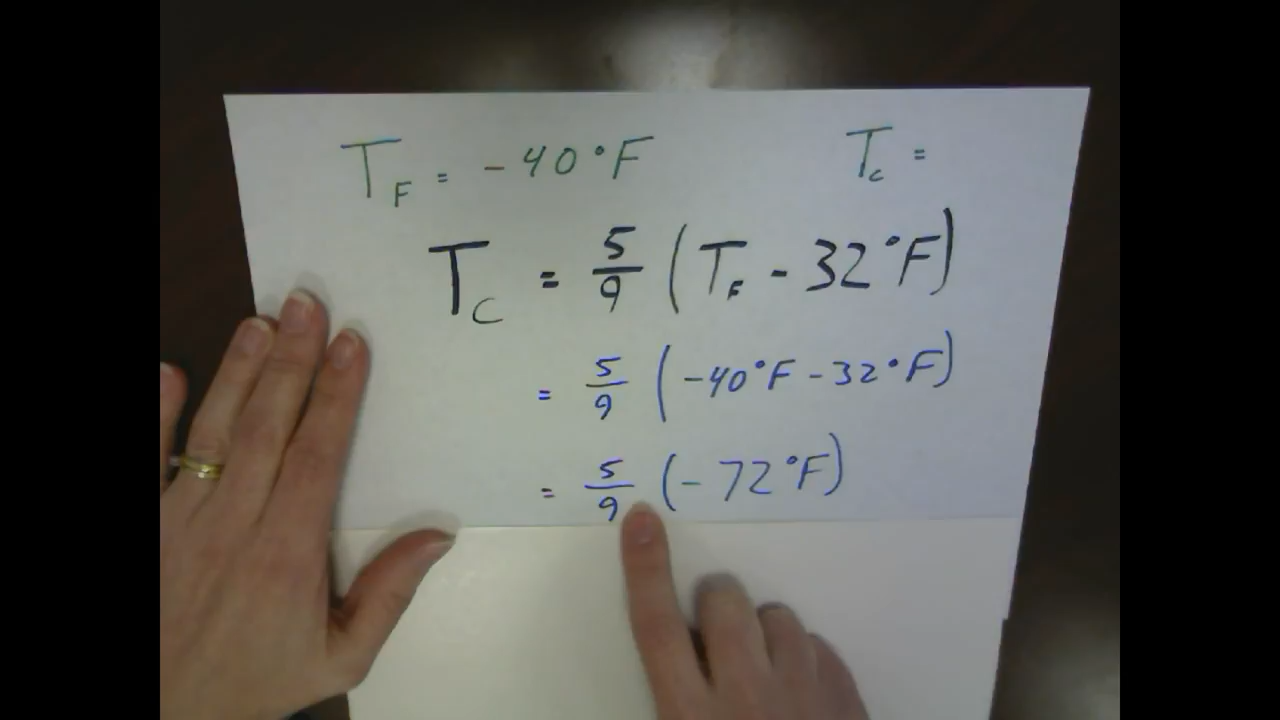 T_F = -40°F T_C =
T_C = 5/9 (T_F - 32°F)
= 5/9 (-40°F - 32°F)
= 5/9 (-72°F)